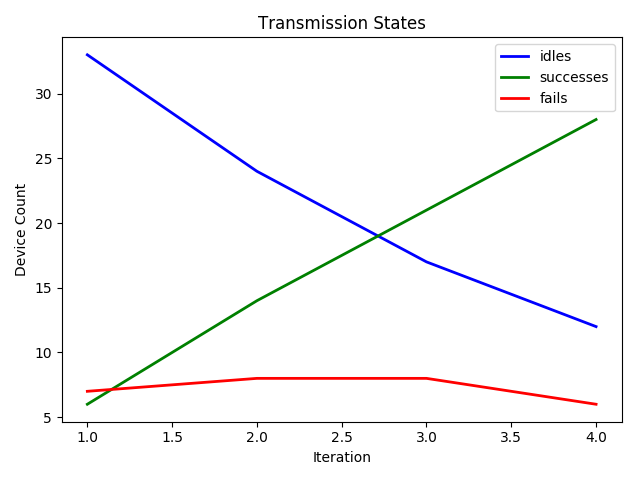 Transmission States
idles
successes
fails
Device Count
30
25
20
15
10
5
1.0 1.5 2.0 2.5 3.0 3.5 4.0
Iteration